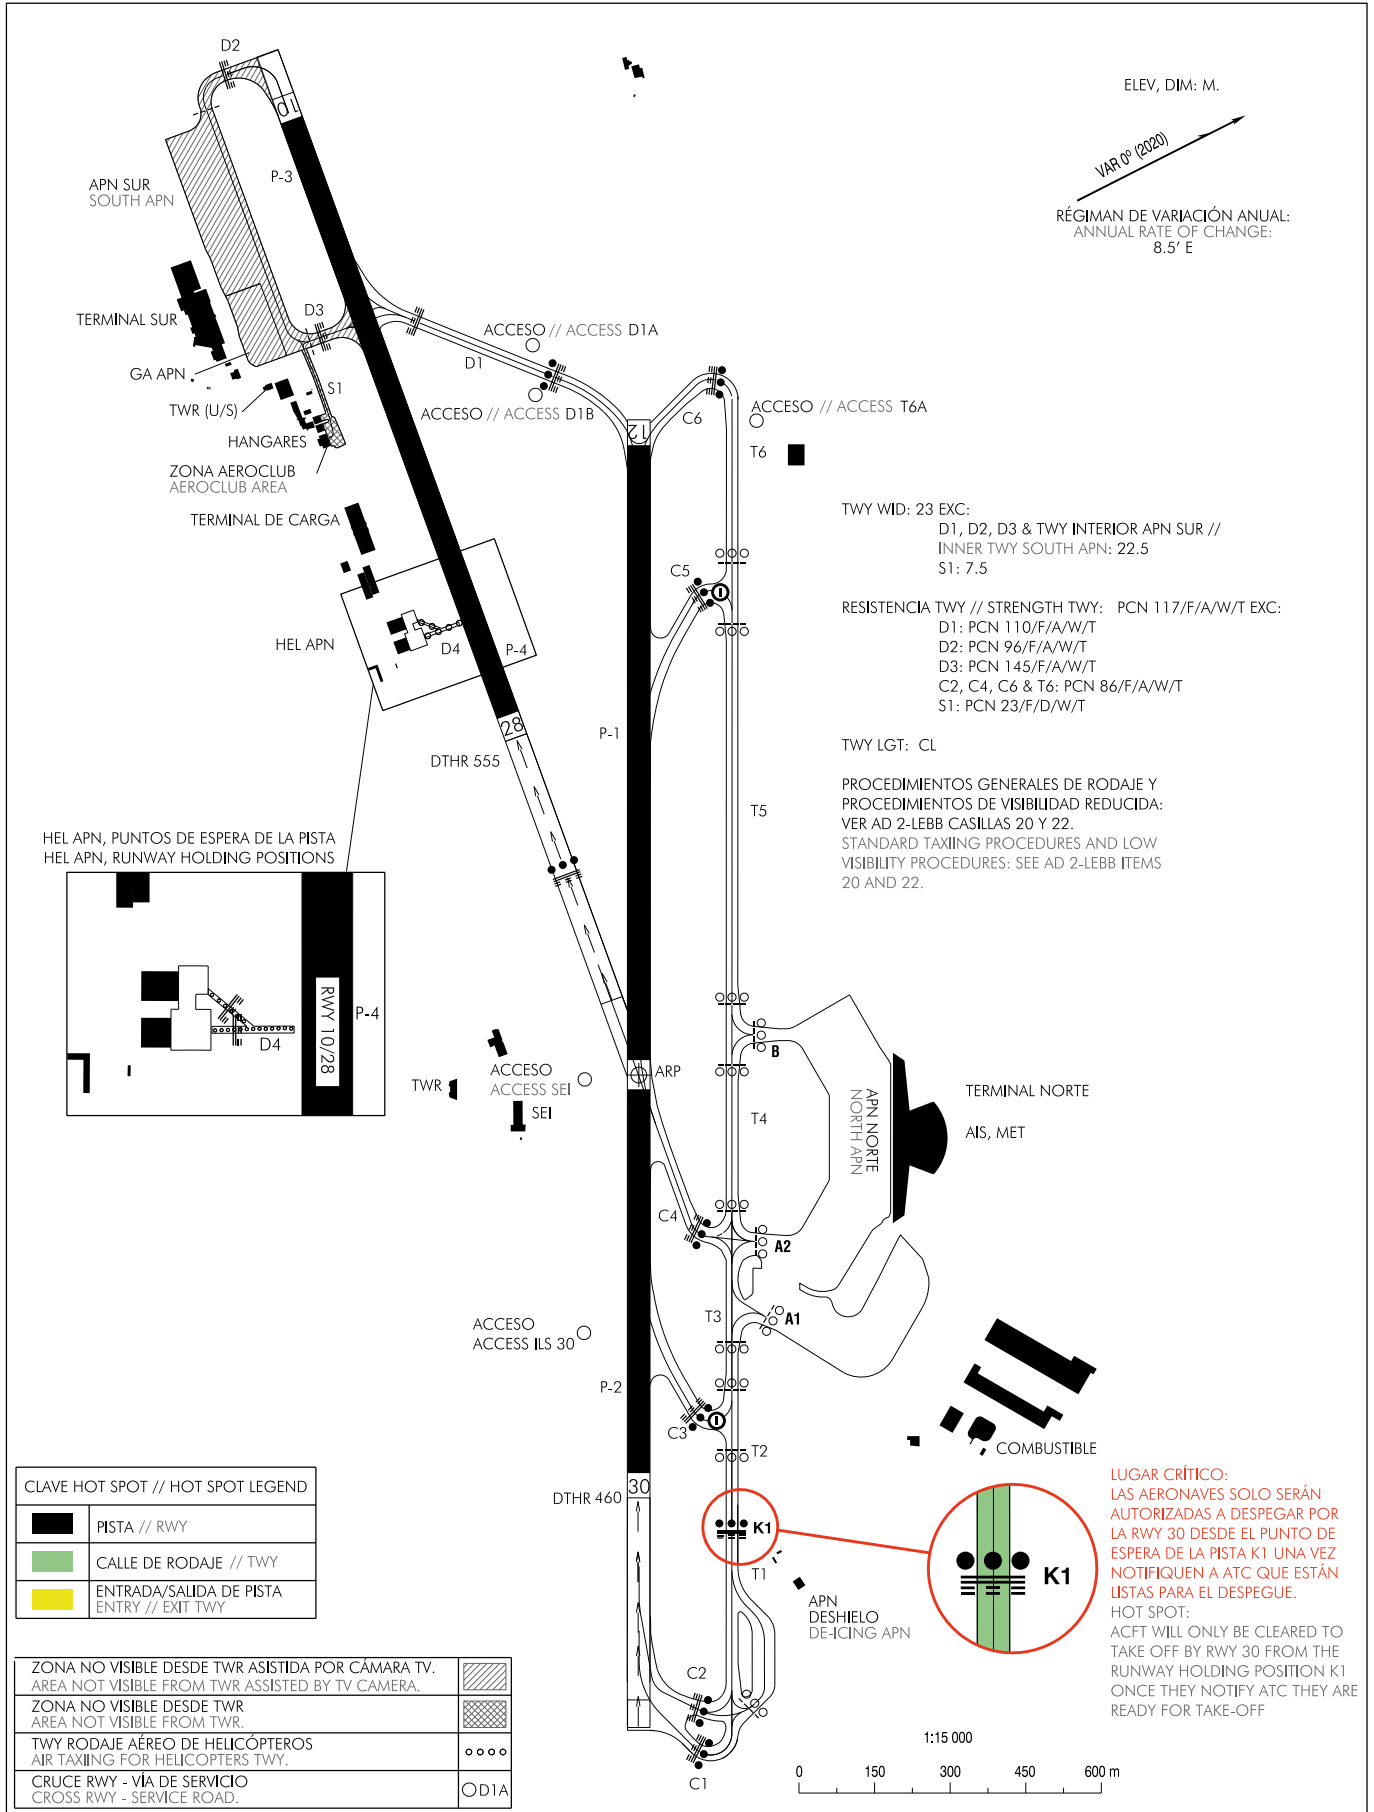 D2
10
P-3
APN SUR
SOUTH APN
TERMINAL SUR
D3
GA APN
S1
TWR (U/S)
HANGARES
ZONA AEROCLUB
AEROCLUB AREA
TERMINAL DE CARGA
HEL APN
D4
P-4
28
DTHR 555
ELEV, DIM: M.
VAR 0º (2020)
RÉGIMAN DE VARIACIÓN ANUAL:
ANNUAL RATE OF CHANGE:
8.5' E
ACCESO // ACCESS D1A
D1
ACCESO // ACCESS D1B
12
C6
ACCESO // ACCESS T6A
T6
C5
P-1
T5
TWY WID: 23 EXC:
D1, D2, D3 & TWY INTERIOR APN SUR //
INNER TWY SOUTH APN: 22.5
S1: 7.5
RESISTENCIA TWY // STRENGTH TWY: PCN 117/F/A/W/T EXC:
D1: PCN 110/F/A/W/T
D2: PCN 96/F/A/W/T
D3: PCN 145/F/A/W/T
C2, C4, C6 & T6: PCN 86/F/A/W/T
S1: PCN 23/F/D/W/T
TWY LGT: CL
PROCEDIMIENTOS GENERALES DE RODAJE Y
PROCEDIMIENTOS DE VISIBILIDAD REDUCIDA:
VER AD 2-LEBB CASILLAS 20 Y 22.
STANDARD TAXIING PROCEDURES AND LOW
VISIBILITY PROCEDURES: SEE AD 2-LEBB ITEMS
20 AND 22.
HEL APN, PUNTOS DE ESPERA DE LA PISTA
HEL APN, RUNWAY HOLDING POSITIONS
RWY 10/28
P-4
D4
TWR
ACCESO
ACCESS SEI
SEI
ARP
B
T4
APN NORTE
NORTH APN
TERMINAL NORTE
AIS, MET
C4
A2
T3
A1
ACCESO
ACCESS ILS 30
P-2
C3
T2
COMBUSTIBLE
DTHR 460
30
K1
T1
APN
DESHIELO
DE-ICING APN
C2
C1
K1
LUGAR CRÍTICO:
LAS AERONAVES SOLO SERÁN
AUTORIZADAS A DESPEGAR POR
LA RWY 30 DESDE EL PUNTO DE
ESPERA DE LA PISTA K1 UNA VEZ
NOTIFIQUEN A ATC QUE ESTÁN
LISTAS PARA EL DESPEGUE.
HOT SPOT:
ACFT WILL ONLY BE CLEARED TO
TAKE OFF BY RWY 30 FROM THE
RUNWAY HOLDING POSITION K1
ONCE THEY NOTIFY ATC THEY ARE
READY FOR TAKE-OFF
CLAVE HOT SPOT // HOT SPOT LEGEND
PISTA // RWY
CALLE DE RODAJE // TWY
ENTRADA/SALIDA DE PISTA
ENTRY // EXIT TWY
ZONA NO VISIBLE DESDE TWR ASISTIDA POR CÁMARA TV.
AREA NOT VISIBLE FROM TWR ASSISTED BY TV CAMERA.
ZONA NO VISIBLE DESDE TWR
AREA NOT VISIBLE FROM TWR.
TWY RODAJE AÉREO DE HELICÓPTEROS
AIR TAXIING FOR HELICOPTERS TWY.
CRUCE RWY - VÍA DE SERVICIO
CROSS RWY - SERVICE ROAD.
D1A
1:15 000
0 150 300 450 600 m